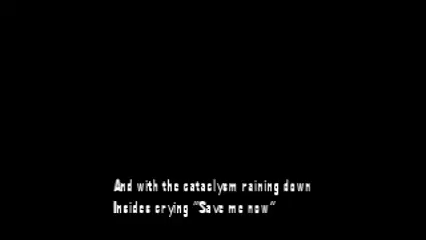 And with the cataclysm raining down
Insides crying "Save me now"